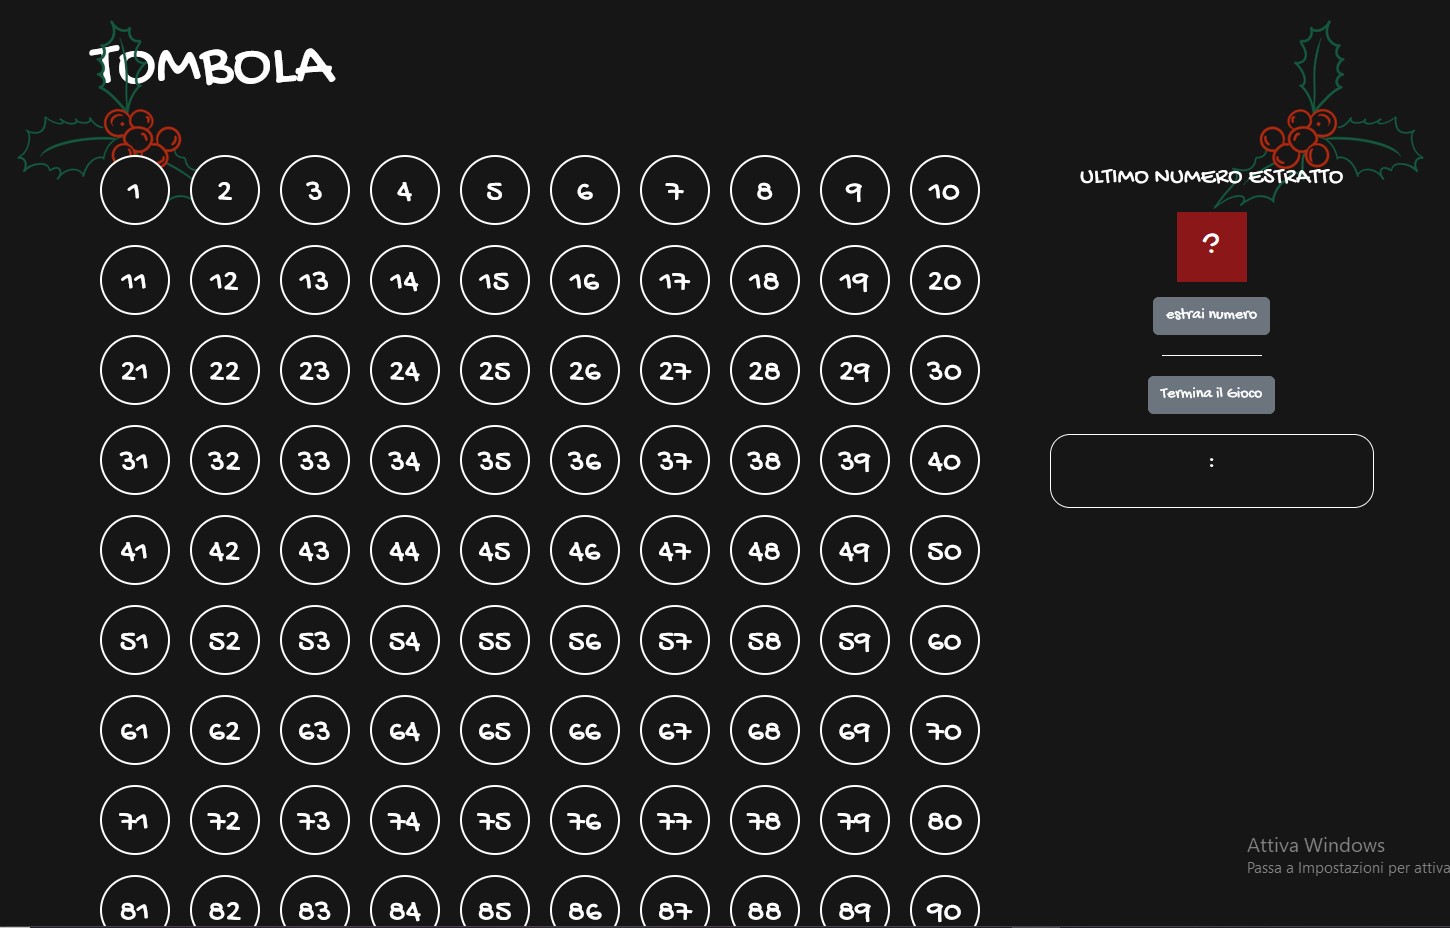 TOMBOLA
1 2 3 4 5 6 7 8 9 10
11 12 13 14 15 16 17 18 19 20
21 22 23 24 25 26 27 28 29 30
31 32 33 34 35 36 37 38 39 40
41 42 43 44 45 46 47 48 49 50
51 52 53 54 55 56 57 58 59 60
61 62 63 64 65 66 67 68 69 70
71 72 73 74 75 76 77 78 79 80
81 82 83 84 85 86 87 88 89 90
ULTIMO NUMERO ESTRATTO
?
estrai numero
Termina il Gioco
:
Attiva Windows
Passa a Impostazioni per attiva